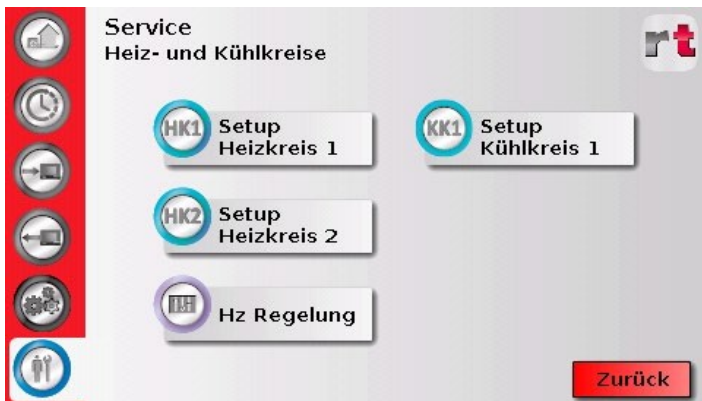 Service
Heiz- und Kühlkreise
rt
HK1
Setup
Heizkreis 1
KK1
Setup
Kühlkreis 1
HK2
Setup
Heizkreis 2
Hz Regelung
Zurück